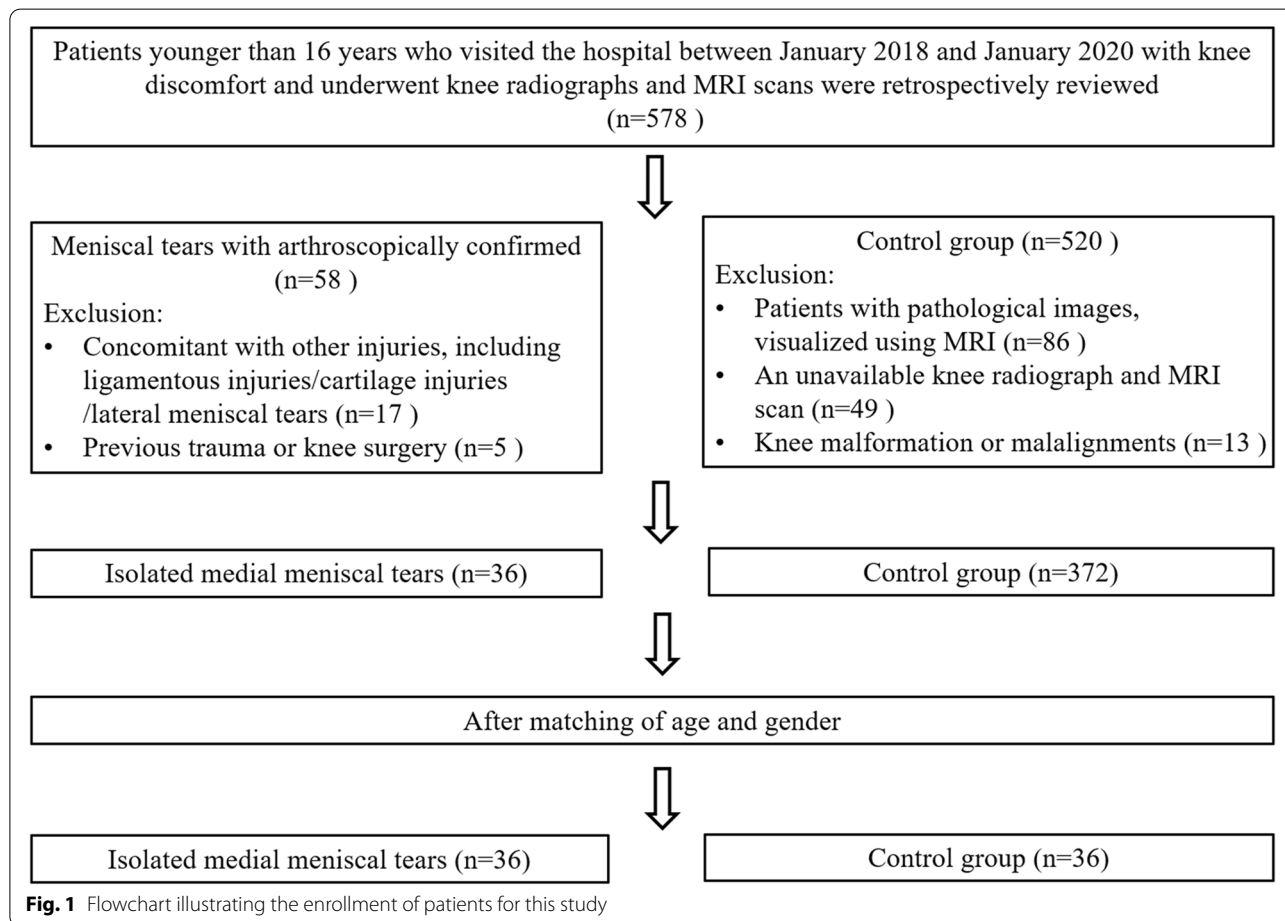 Patients younger than 16 years who visited the hospital between January 2018 and January 2020 with knee
discomfort and underwent knee radiographs and MRI scans were retrospectively reviewed
(n=578 )
Meniscal tears with arthroscopically confirmed
(n=58 )
Exclusion:
• Concomitant with other injuries, including
ligamentous injuries/cartilage injuries
/lateral meniscal tears (n=17 )
• Previous trauma or knee surgery (n=5 )
Control group (n=520 )
Exclusion:
• Patients with pathological images,
visualized using MRI (n=86 )
• An unavailable knee radiograph and MRI
scan (n=49 )
• Knee malformation or malalignments (n=13 )
Isolated medial meniscal tears (n=36)
Control group (n=372)
After matching of age and gender
Isolated medial meniscal tears (n=36)
Control group (n=36)
Fig. 1 Flowchart illustrating the enrollment of patients for this study